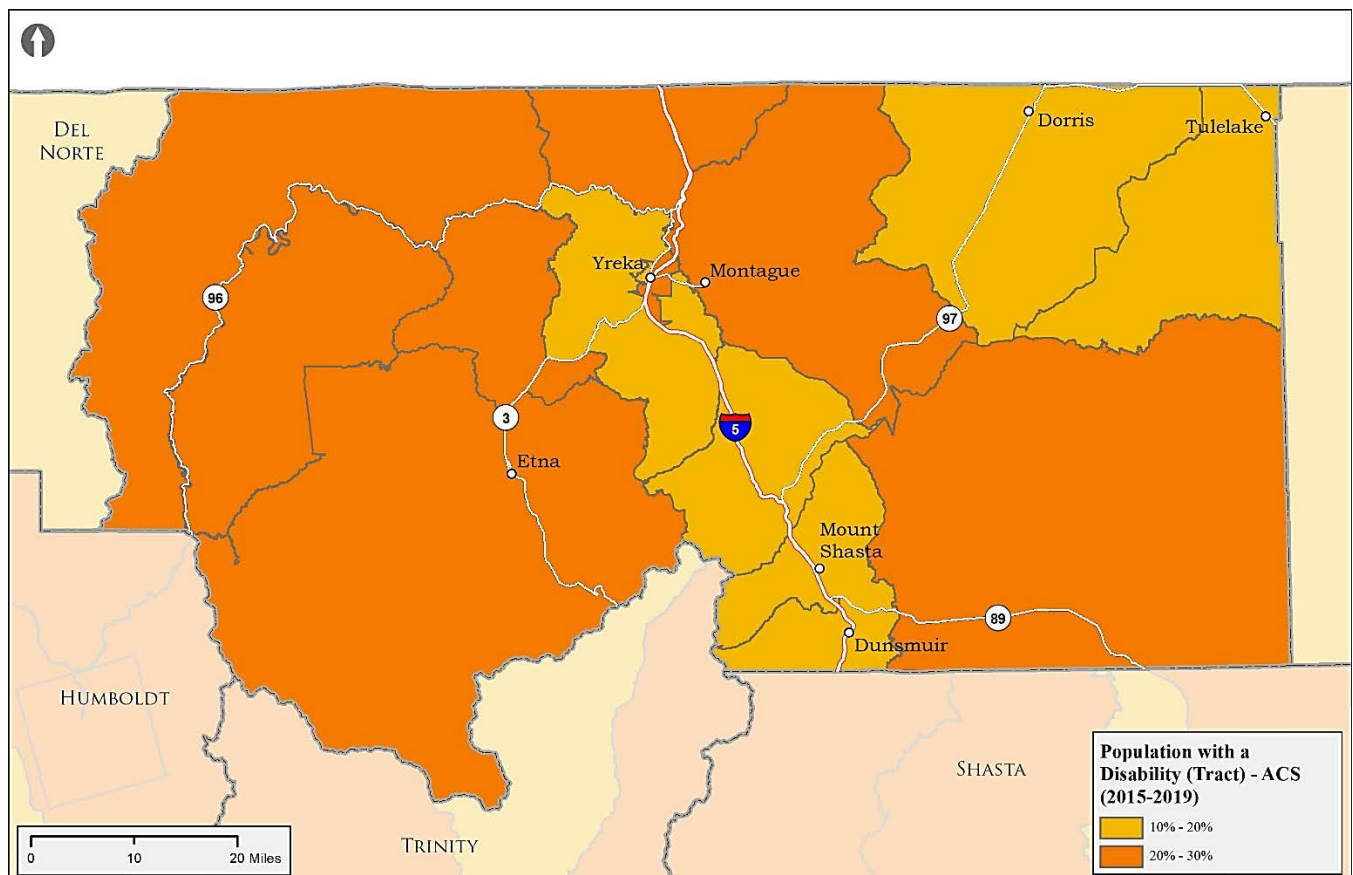 DEL
NORTE
Dorris
Tulelake
Yreka
Montague
96
97
3
5
Etna
Mount
Shasta
89
Dunsmuir
HUMBOLDT
SHASTA
TRINITY
Population with a
Disability (Tract) - ACS
(2015-2019)
10% - 20%
20% - 30%
0 10 20 Miles